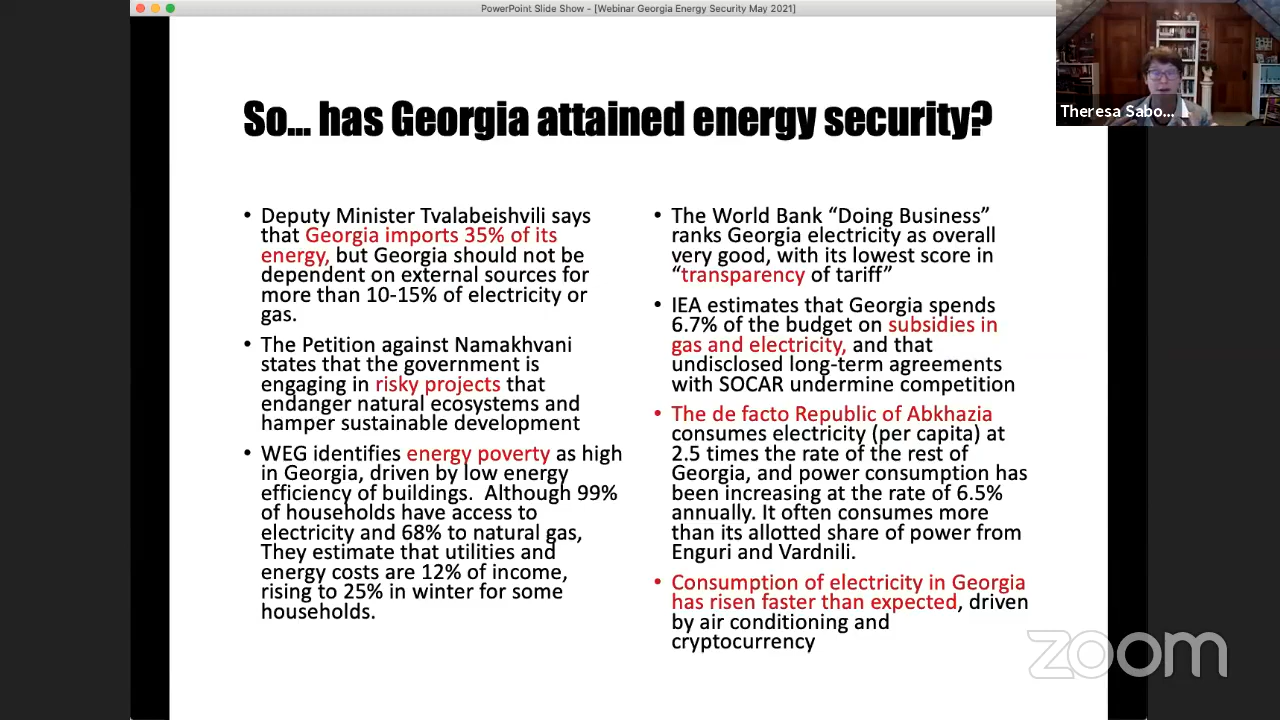 PowerPoint Slide Show - [Webinar Georgia Energy Security May 2021]
Theresa Sabo...
So... has Georgia attained energy security?
• Deputy Minister Tvalabeishvili says
that Georgia imports 35% of its
energy, but Georgia should not be
dependent on external sources for
more than 10-15% of electricity or
gas.
• The Petition against Namakhvani
states that the government is
engaging in risky projects that
endanger natural ecosystems and
hamper sustainable development
• WEG identifies energy poverty as high
in Georgia, driven by low energy
efficiency of buildings. Although 99%
of households have access to
electricity and 68% to natural gas,
They estimate that utilities and
energy costs are 12% of income,
rising to 25% in winter for some
households.
• The World Bank “Doing Business”
ranks Georgia electricity as overall
very good, with its lowest score in
“transparency of tariff”
• IEA estimates that Georgia spends
6.7% of the budget on subsidies in
gas and electricity, and that
undisclosed long-term agreements
with SOCAR undermine competition
• The de facto Republic of Abkhazia
consumes electricity (per capita) at
2.5 times the rate of the rest of
Georgia, and power consumption has
been increasing at the rate of 6.5%
annually. It often consumes more
than its allotted share of power from
Enguri and Vardnili.
• Consumption of electricity in Georgia
has risen faster than expected, driven
by air conditioning and
cryptocurrency
zoom